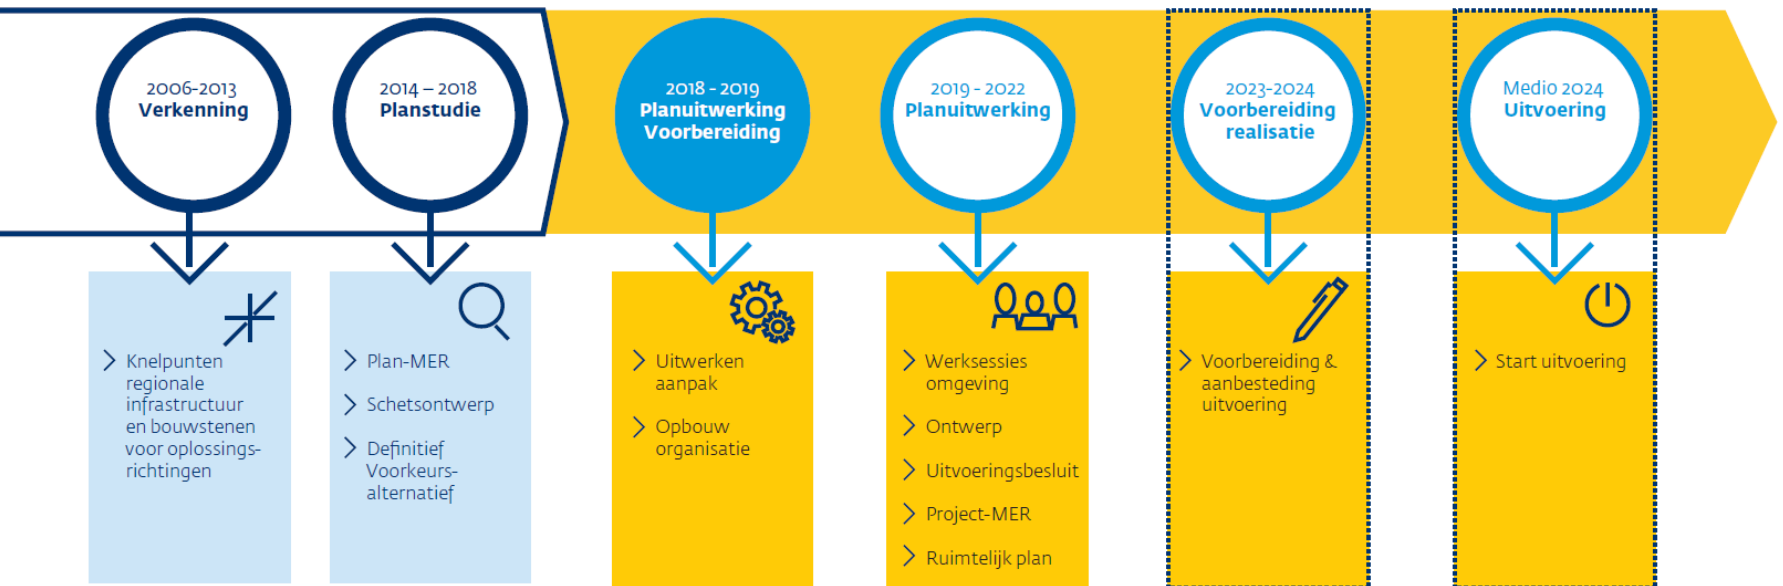 2006-2013
Verkenning
2014 – 2018
Planstudie
2018 - 2019
Planuitwerking
Voorbereiding
2019 - 2022
Planuitwerking
2023-2024
Voorbereiding
realisatie
Medio 2024
Uitvoering
Knelpunten
regionale
infrastructuur
en bouwstenen
voor oplossings-
richtingen
Plan-MER
Schetsontwerp
Definitief
Voorkeurs-
alternatief
Uitwerken
aanpak
Opbouw
organisatie
Werksessies
omgeving
Ontwerp
Uitvoeringsbesluit
Project-MER
Ruimtelijk plan
Voorbereiding &
aanbesteding
uitvoering
Start uitvoering